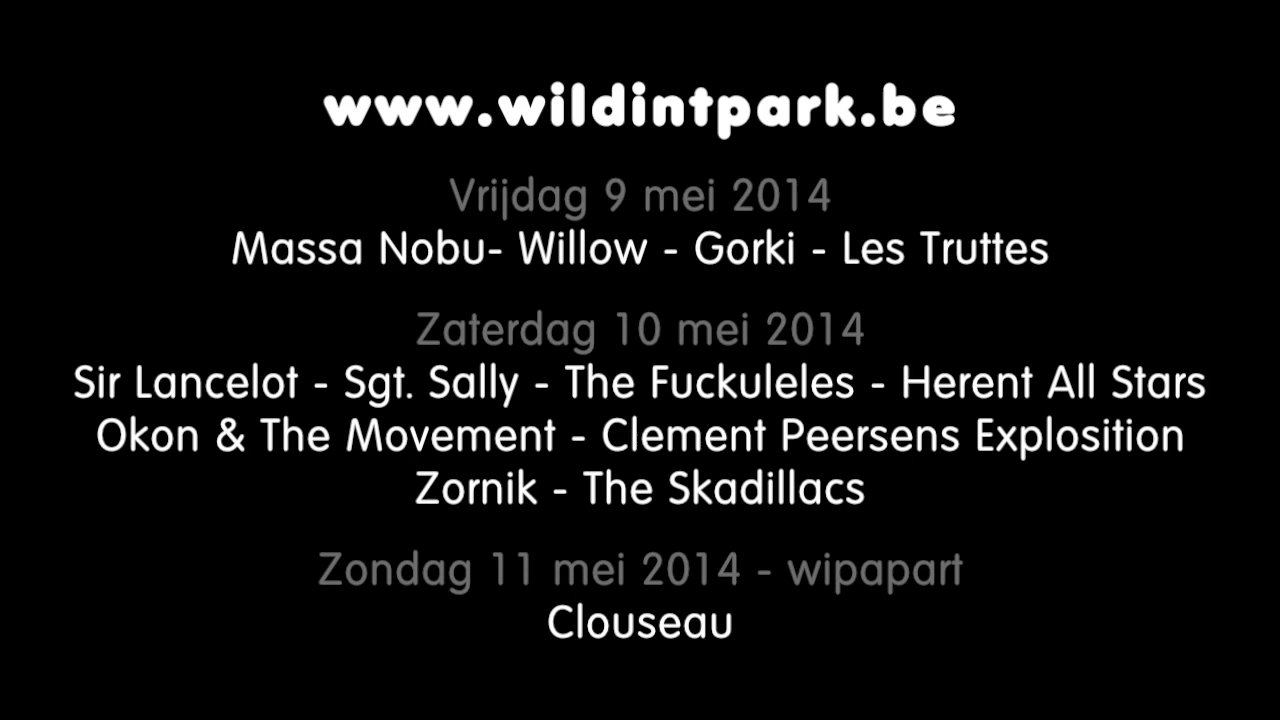 www.wildintpark.be
Vrijdag 9 mei 2014
Massa Nobu- Willow - Gorki - Les Truttes
Zaterdag 10 mei 2014
Sir Lancelot - Sgt. Sally - The Fuckuleles - Herent All Stars
Okon & The Movement - Clement Peersens Explosition
Zornik - The Skadillacs
Zondag 11 mei 2014 - wipapart
Clouseau